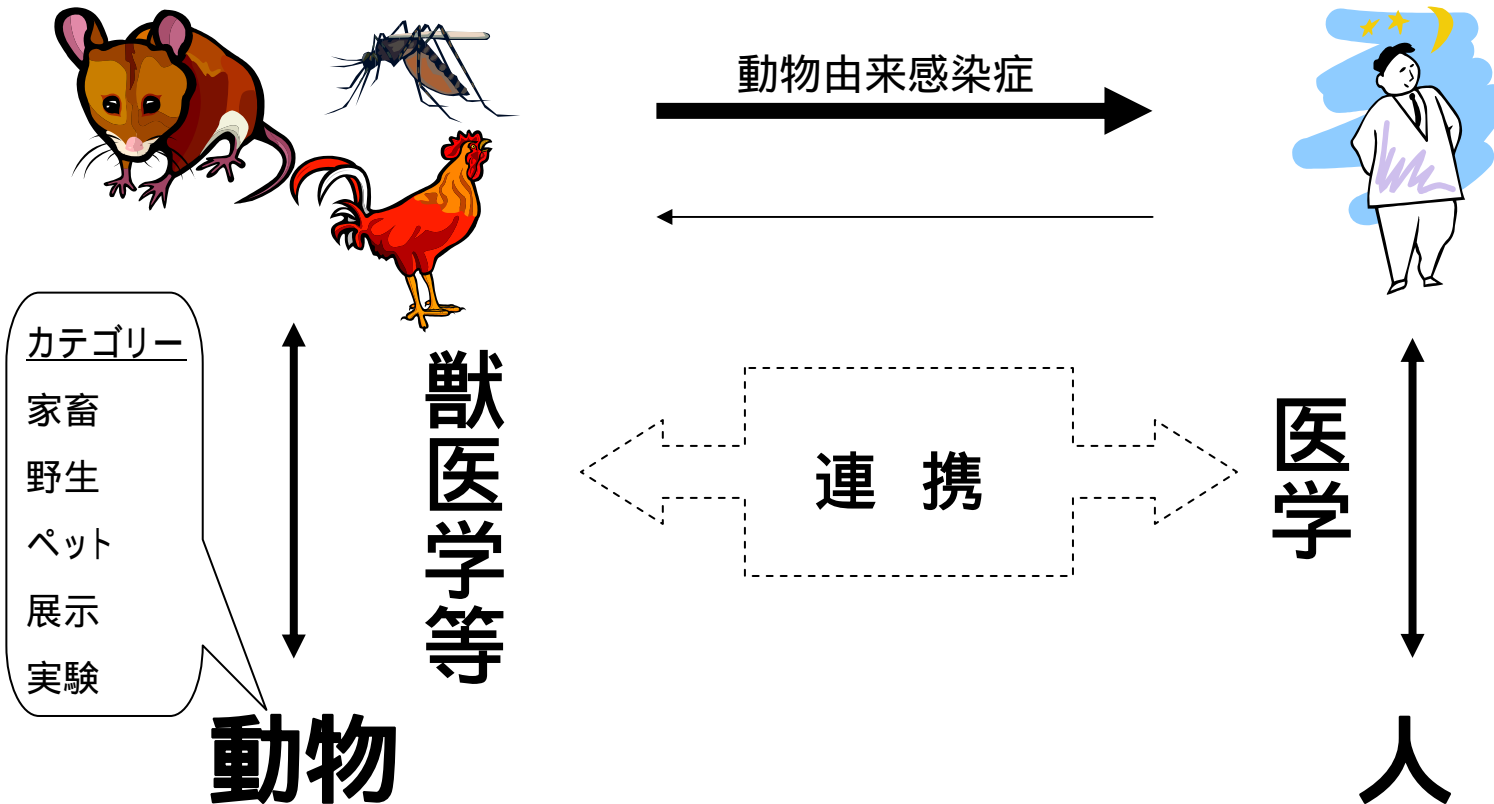 動物由来感染症
カテゴリー
家畜
野生
ペット
展示
実験
獣医学等
連 携
医学
動物
人